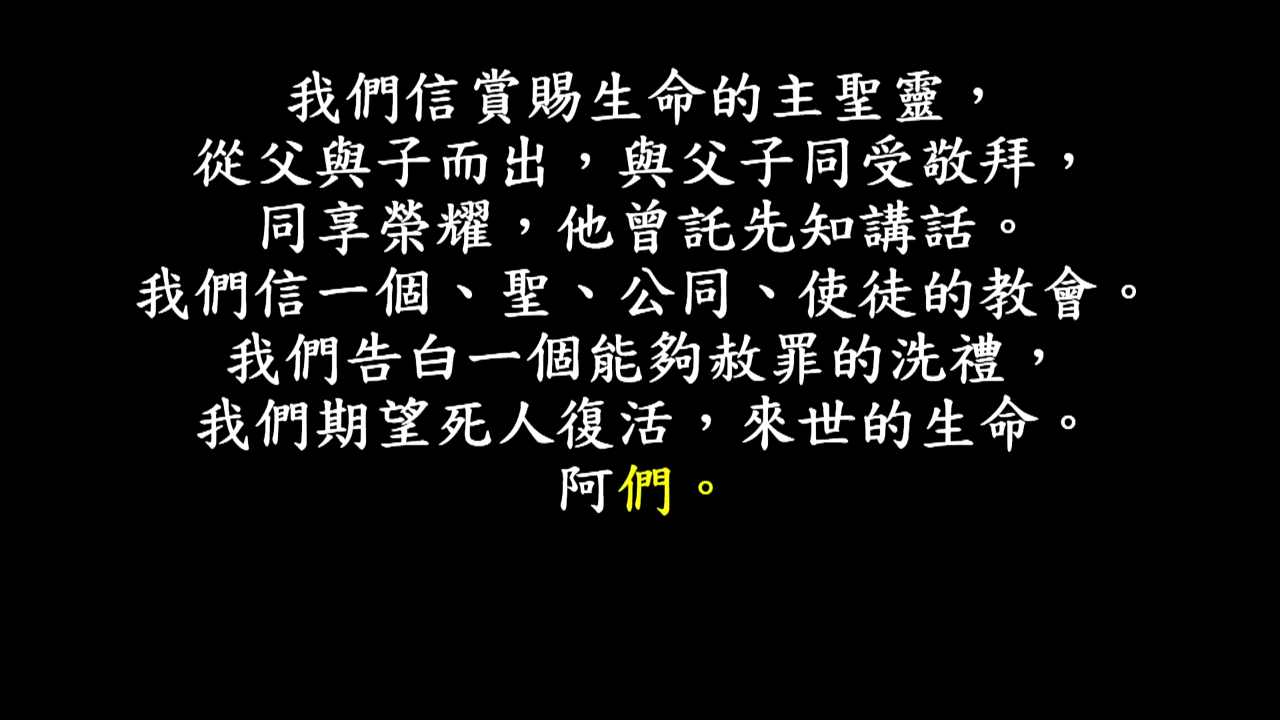 我們信賞賜生命的主聖靈，
從父與子而出，與父子同受敬拜，
同享榮耀，他曾託先知講話。
我們信一個、聖、公同、使徒的教會。
我們告白一個能夠赦罪的洗禮，
我們期望死人復活，來世的生命。
阿們。